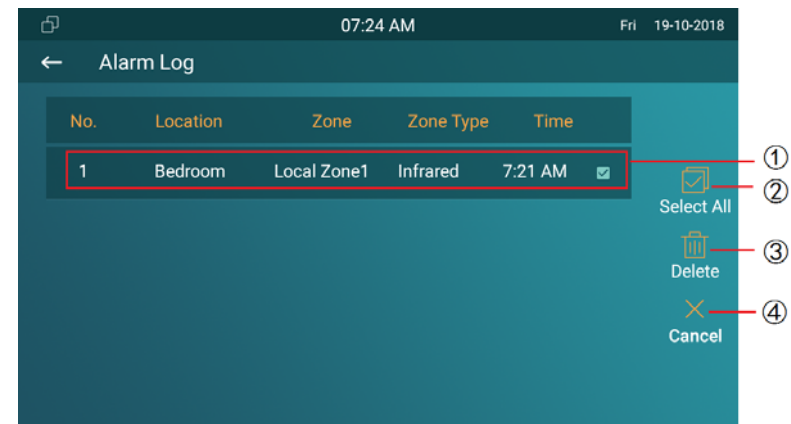 07:24 AM Fri 19-10-2018
← Alarm Log
No. Location Zone Zone Type Time
1 Bedroom Local Zone1 Infrared 7:21 AM
①
②
Select All
③
Delete
④
Cancel